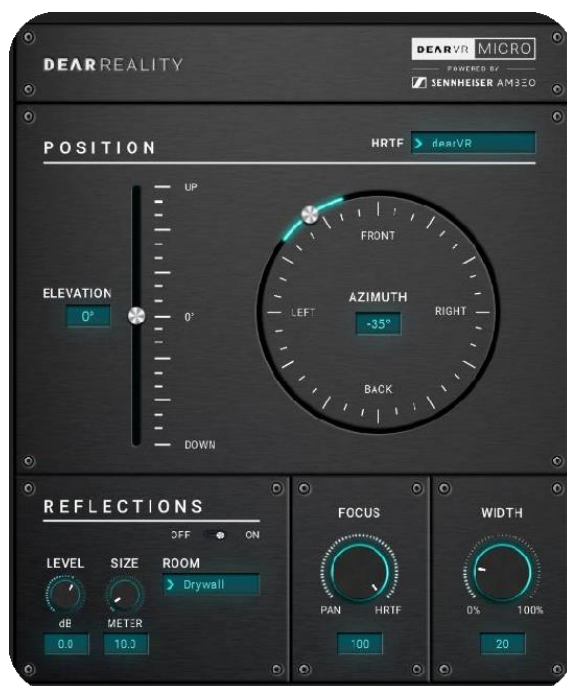 DEARREALITY
DEARVR MICRO
POWERED BY
SENNHEISER AMBEO
POSITION
HRTF
dearVR
UP
ELEVATION
0°
0°
DOWN
FRONT
LEFT
AZIMUTH
-35°
RIGHT
BACK
REFLECTIONS
OFF ON
LEVEL SIZE ROOM
Drywall
dB METER
0.0 10.0
FOCUS
PAN HRTF
100
WIDTH
0% 100%
20